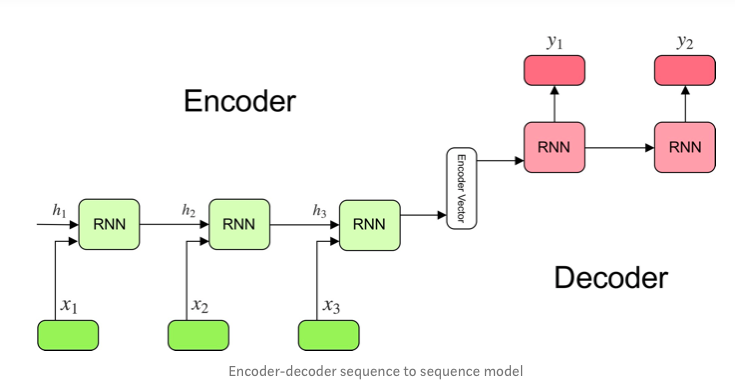 y₁ y₂
Encoder
RNN RNN
Encoder Vector
h₁ RNN h₂ RNN h₃ RNN
Decoder
x₁ x₂ x₃
Encoder-decoder sequence to sequence model